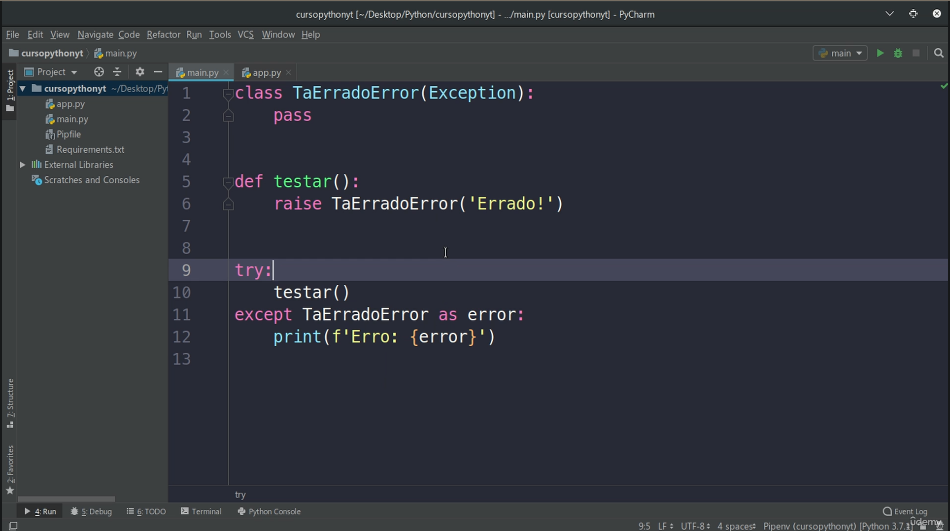 cursopythonyt [~/Desktop/Python/cursopythonyt] - .../main.py [cursopythonyt] - PyCharm
File Edit View Navigate Code Refactor Run Tools VCS Window Help
cursopythonyt main.py main
1: Project
Project
main.py app.py
cursopythonyt ~/Desktop/Pyt
app.py
main.py
Pipfile
Requirements.txt
External Libraries
Scratches and Consoles
1 class TaErradoError(Exception):
2 pass
3
4
5 def testar():
6 raise TaErradoError('Errado!')
7
8
9 try:
10 testar()
11 except TaErradoError as error:
12 print(f'Erro: {error}')
13
7: Structure
2: Favorites
try
4: Run 5: Debug 6: TODO Terminal Python Console Event Log
9:5 LF UTF-8 4 spaces Pipenv (cursopythonyt) [Python 3.7.
udemy